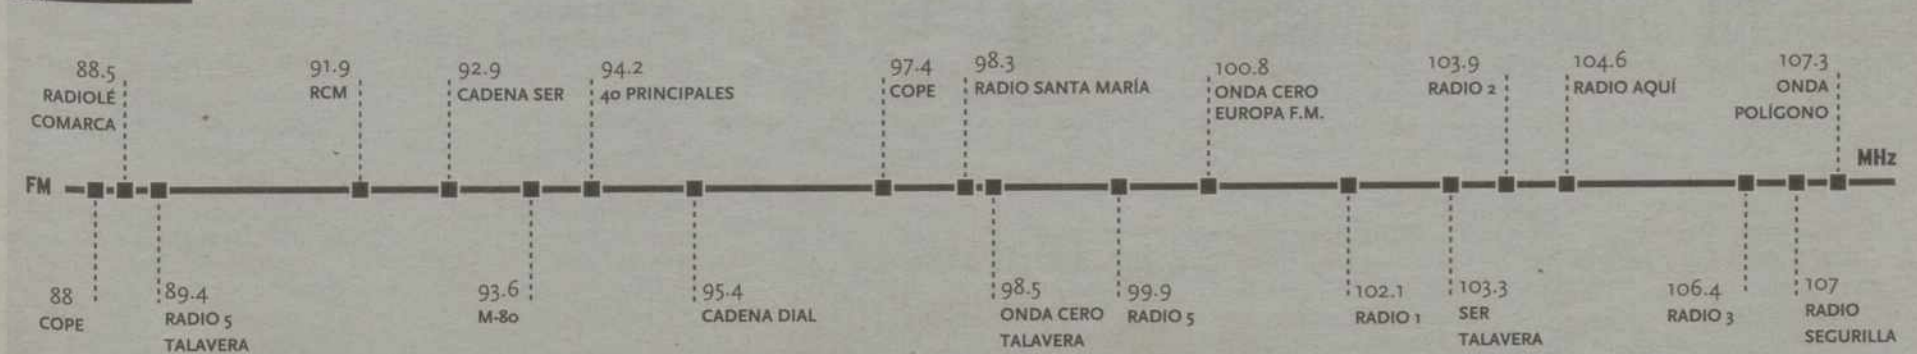 88.5
RADIOLÉ
COMARCA
91.9
RCM
92.9
CADENA SER
94.2
40 PRINCIPALES
97.4
COPE
98.3
RADIO SANTA MARÍA
100.8
ONDA CERO
EUROPA F.M.
103.9
RADIO 2
104.6
RADIO AQUÍ
107.3
ONDA
POLÍGONO
FM
MHz
88
COPE
89.4
RADIO 5
TALAVERA
93.6
M-80
95.4
CADENA DIAL
98.5
ONDA CERO
TALAVERA
99.9
RADIO 5
102.1
RADIO 1
103.3
SER
TALAVERA
106.4
RADIO 3
107
RADIO
SEGURILLA